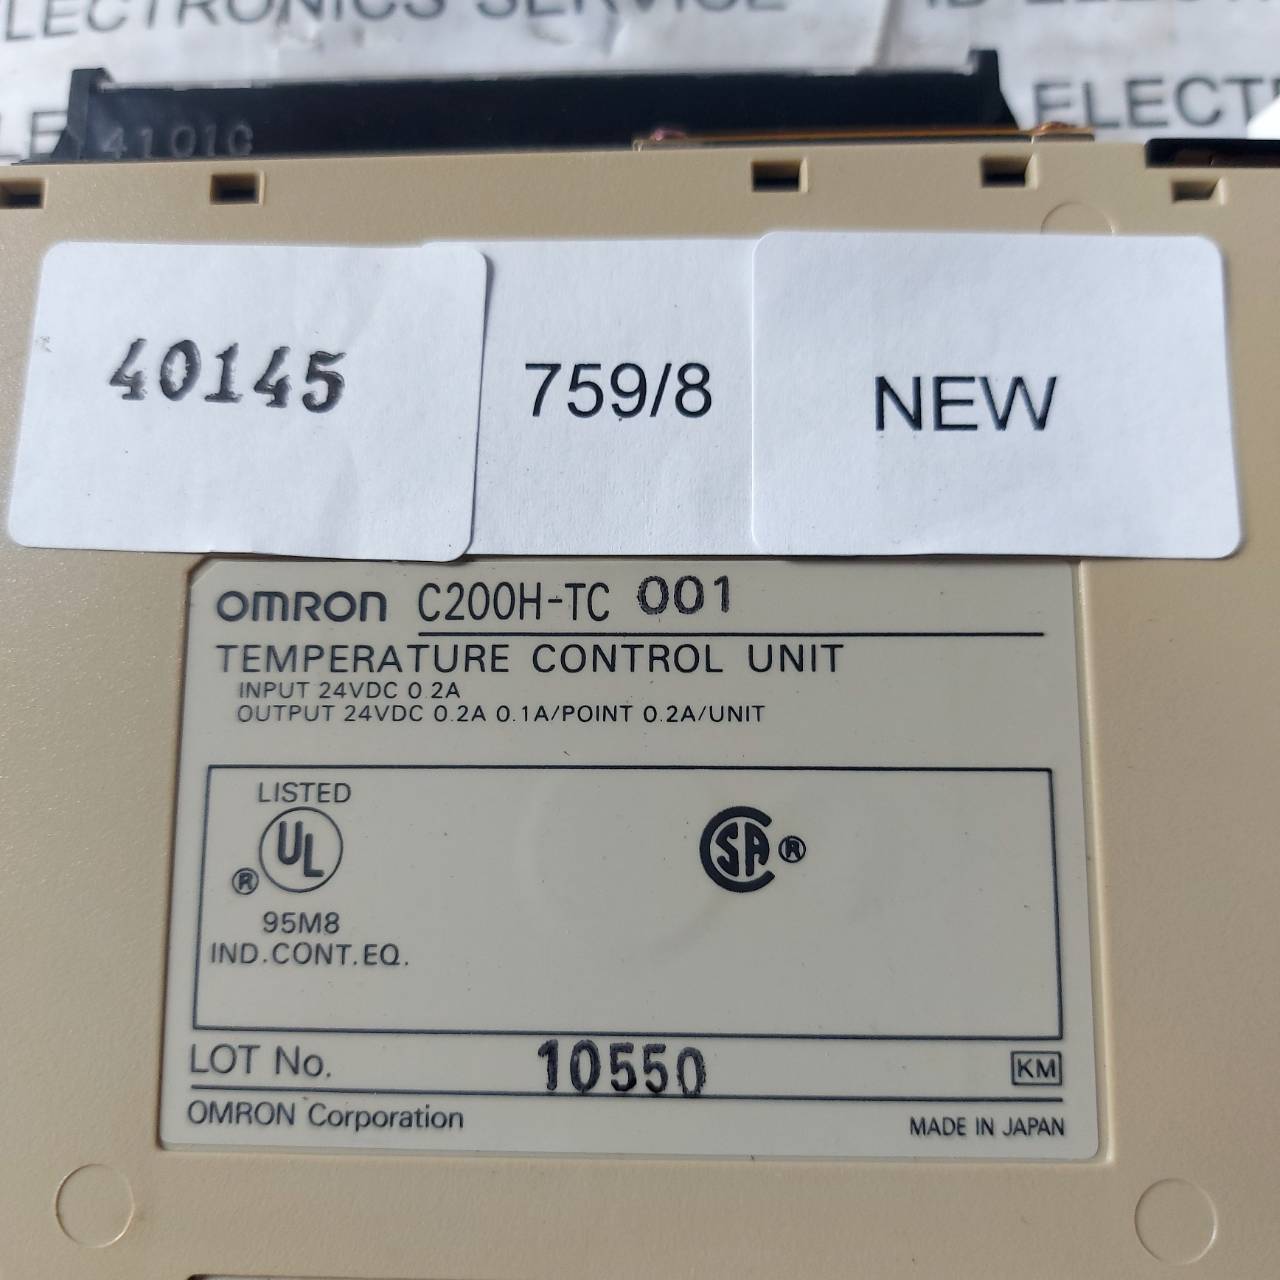 ELECTRONICS SERVICE
ELECT
4101C
40145
759/8
NEW
OMRON C200H-TC 001
TEMPERATURE CONTROL UNIT
INPUT 24VDC 0.2A
OUTPUT 24VDC 0.2A 0.1A/POINT 0.2A/UNIT
LISTED
UL
®
95M8
IND.CONT.EQ.
SA ®
LOT No. 10550
KM
OMRON Corporation
MADE IN JAPAN